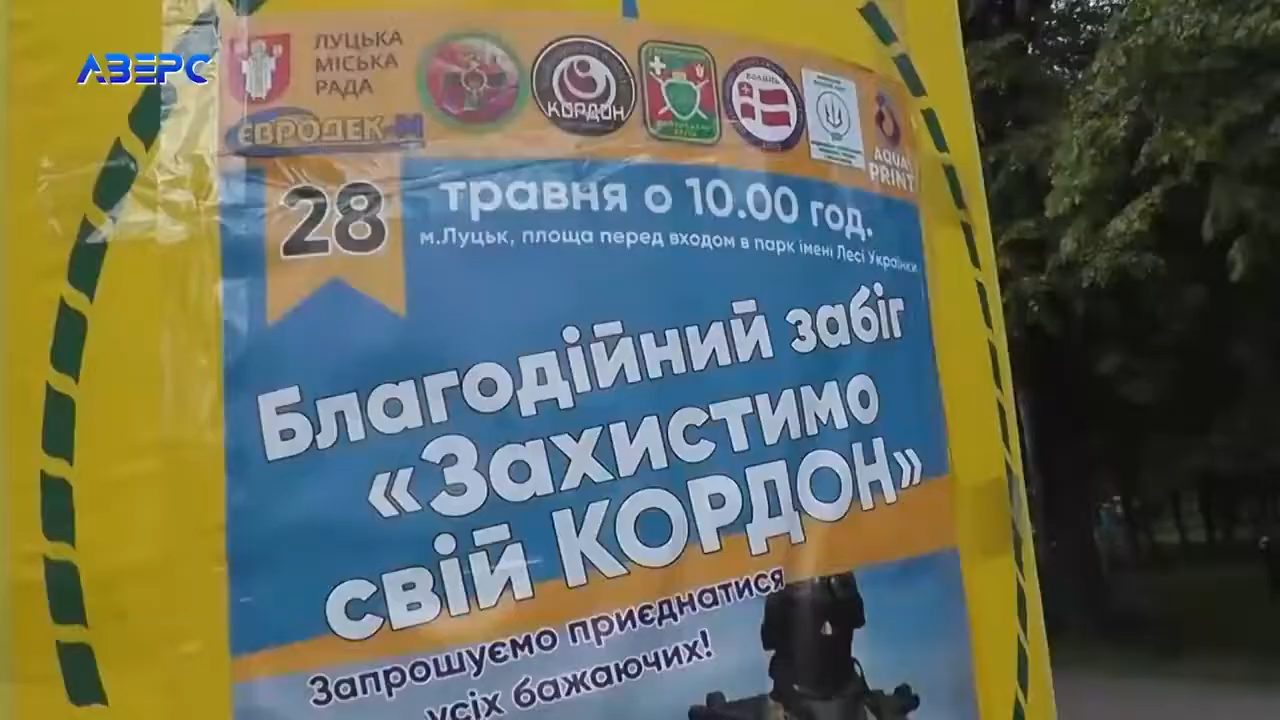 АВЕРС
ЛУЦЬКА
МІСЬКА
РАДА
ЄВРОДЕК-М
КОРДОН
ВОЛИНЬ
AQUA
PRINT
28
травня о 10.00 год.
м.Луцьк, площа перед входом в парк імені Лесі Українки
Благодійний забіг
«Захистимо
свій КОРДОН»
Запрошуємо приєднатися
усіх бажаючих!